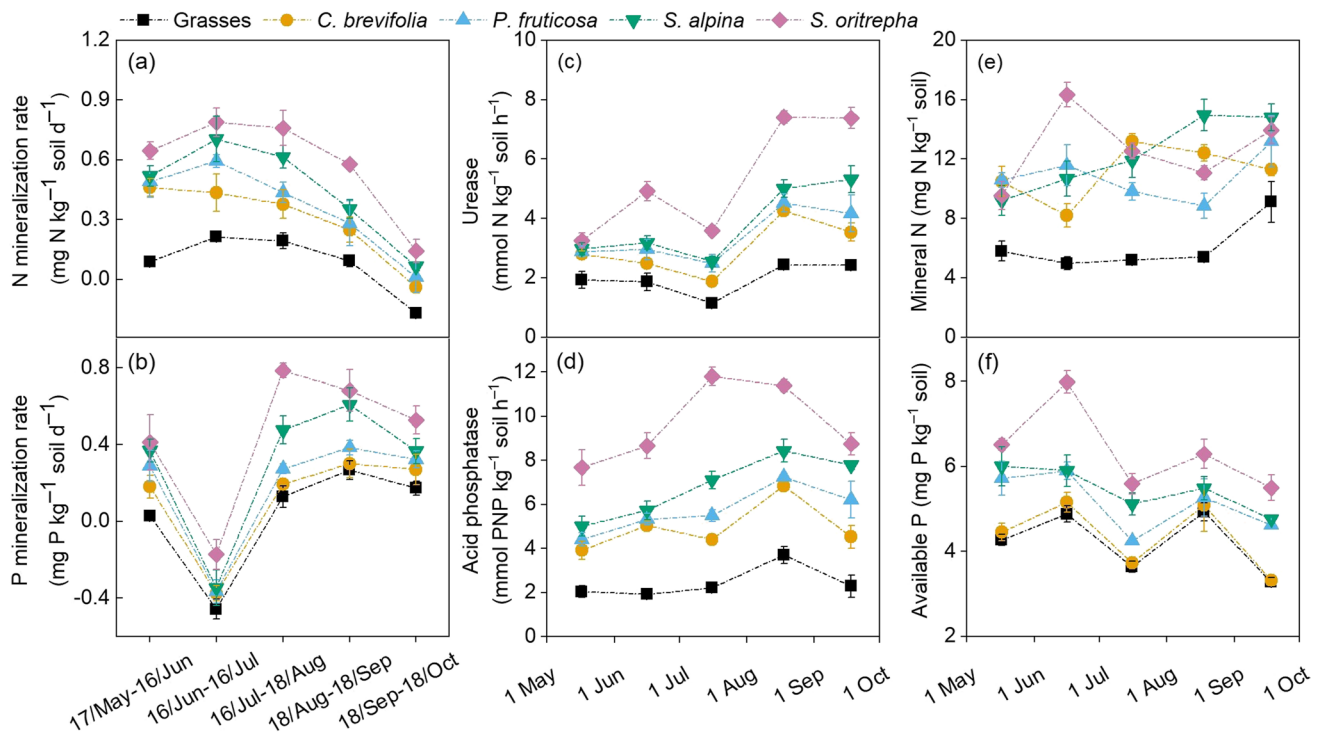 Grasses C. brevifolia P. fruticosa S. alpina S. oritrepha
(a)
N mineralization rate
(mg N kg⁻¹ soil d⁻¹)
1.2
0.9
0.6
0.3
0.0
(c)
Urease
(mmol N kg⁻¹ soil h⁻¹)
10
8
6
4
2
0
(e)
Mineral N (mg N kg⁻¹ soil)
20
16
12
8
4
0
(b)
P mineralization rate
(mg P kg⁻¹ soil d⁻¹)
0.8
0.4
0.0
-0.4
17/May-16/Jun
16/Jun-16/Jul
16/Jul-18/Aug
18/Aug-18/Sep
18/Sep-18/Oct
(d)
Acid phosphatase
(mmol PNP kg⁻¹ soil h⁻¹)
12
10
8
6
4
2
0
1 May
1 Jun
1 Jul
1 Aug
1 Sep
1 Oct
(f)
Available P (mg P kg⁻¹ soil)
8
6
4
2
1 May
1 Jun
1 Jul
1 Aug
1 Sep
1 Oct